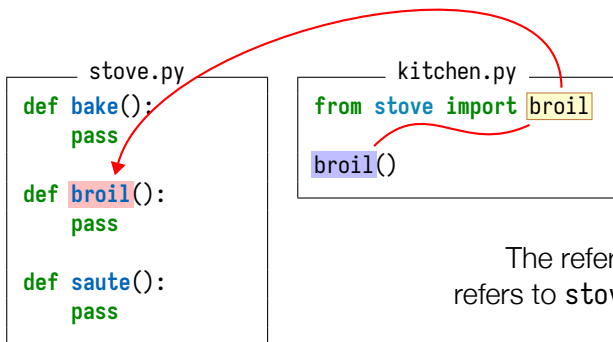 stove.py
def bake():
    pass
def broil():
    pass
def saute():
    pass
kitchen.py
from stove import broil
broil()
The refer
refers to stov